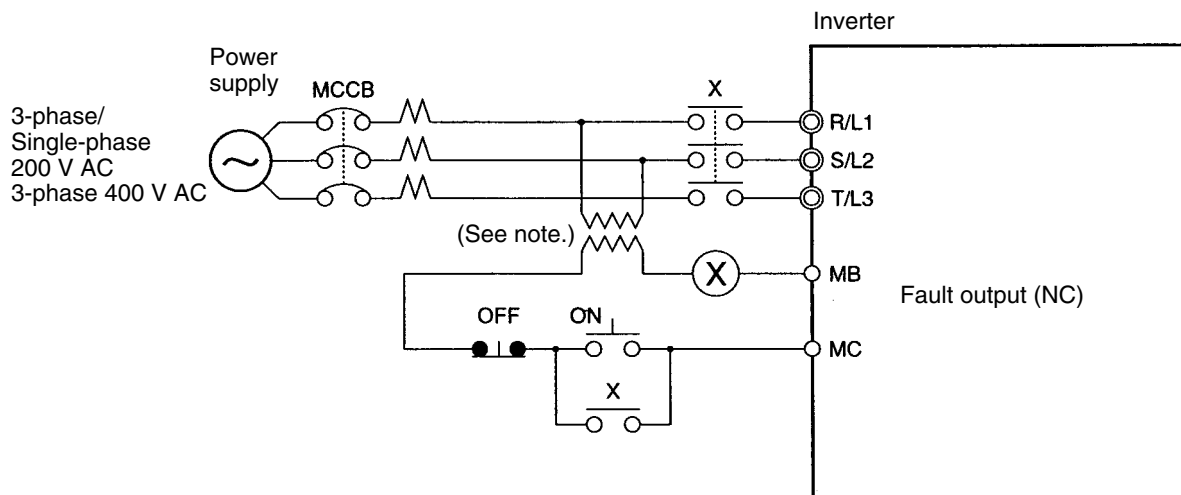 Inverter
Power
supply
MCCB
X
3-phase/
Single-phase
200 V AC
3-phase 400 V AC
R/L1
S/L2
T/L3
(See note.)
X
MB
Fault output (NC)
OFF
ON
MC
X